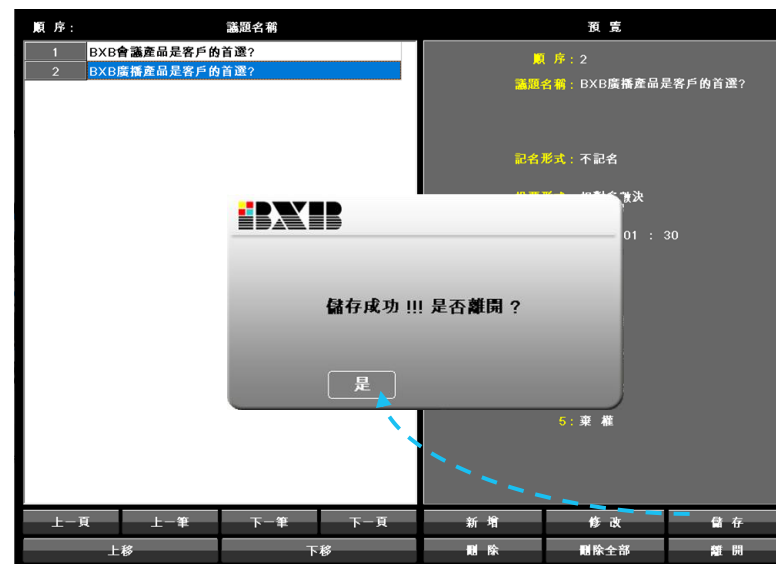 順 序：
議題名稱
預 覽
1 BXB會議產品是客戶的首選?
2 BXB廣播產品是客戶的首選?
順 序：2
議題名稱：BXB廣播產品是客戶的首選?
記名形式：不記名
01 ： 30
BXB
儲存成功 !!! 是否離開 ?
是
5：棄 權
上一頁 上一筆 下一筆 下一頁 新 增 修 改 儲 存
上移 下移 刪 除 刪除全部 離 開